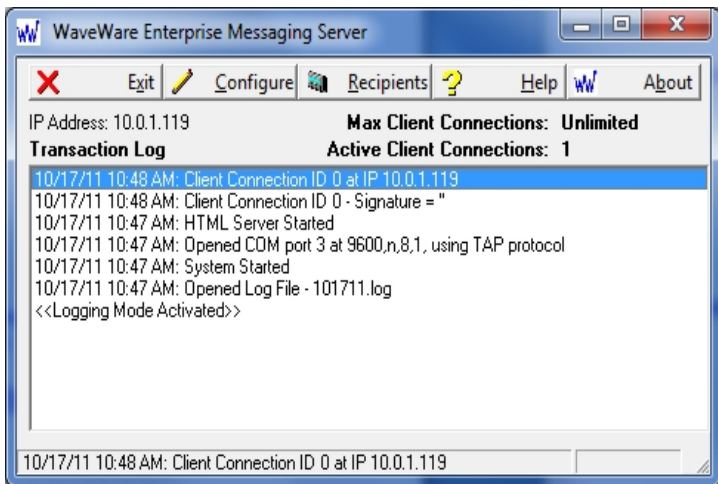 WaveWare Enterprise Messaging Server
Exit Configure Recipients Help About
IP Address: 10.0.1.119 Max Client Connections: Unlimited
Transaction Log Active Client Connections: 1
10/17/11 10:48 AM: Client Connection ID 0 at IP 10.0.1.119
10/17/11 10:48 AM: Client Connection ID 0 - Signature = ''
10/17/11 10:47 AM: HTML Server Started
10/17/11 10:47 AM: Opened COM port 3 at 9600,n,8,1, using TAP protocol
10/17/11 10:47 AM: System Started
10/17/11 10:47 AM: Opened Log File - 101711.log
<<Logging Mode Activated>>
10/17/11 10:48 AM: Client Connection ID 0 at IP 10.0.1.119